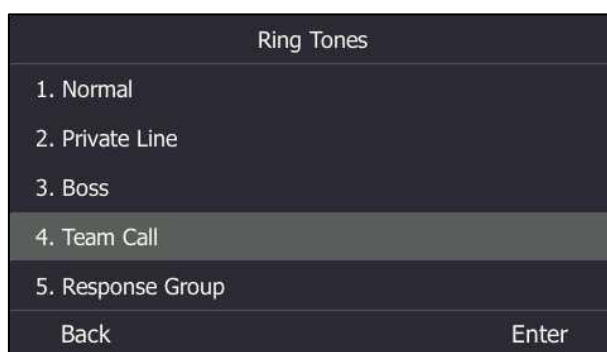 Ring Tones
1. Normal
2. Private Line
3. Boss
4. Team Call
5. Response Group
Back Enter